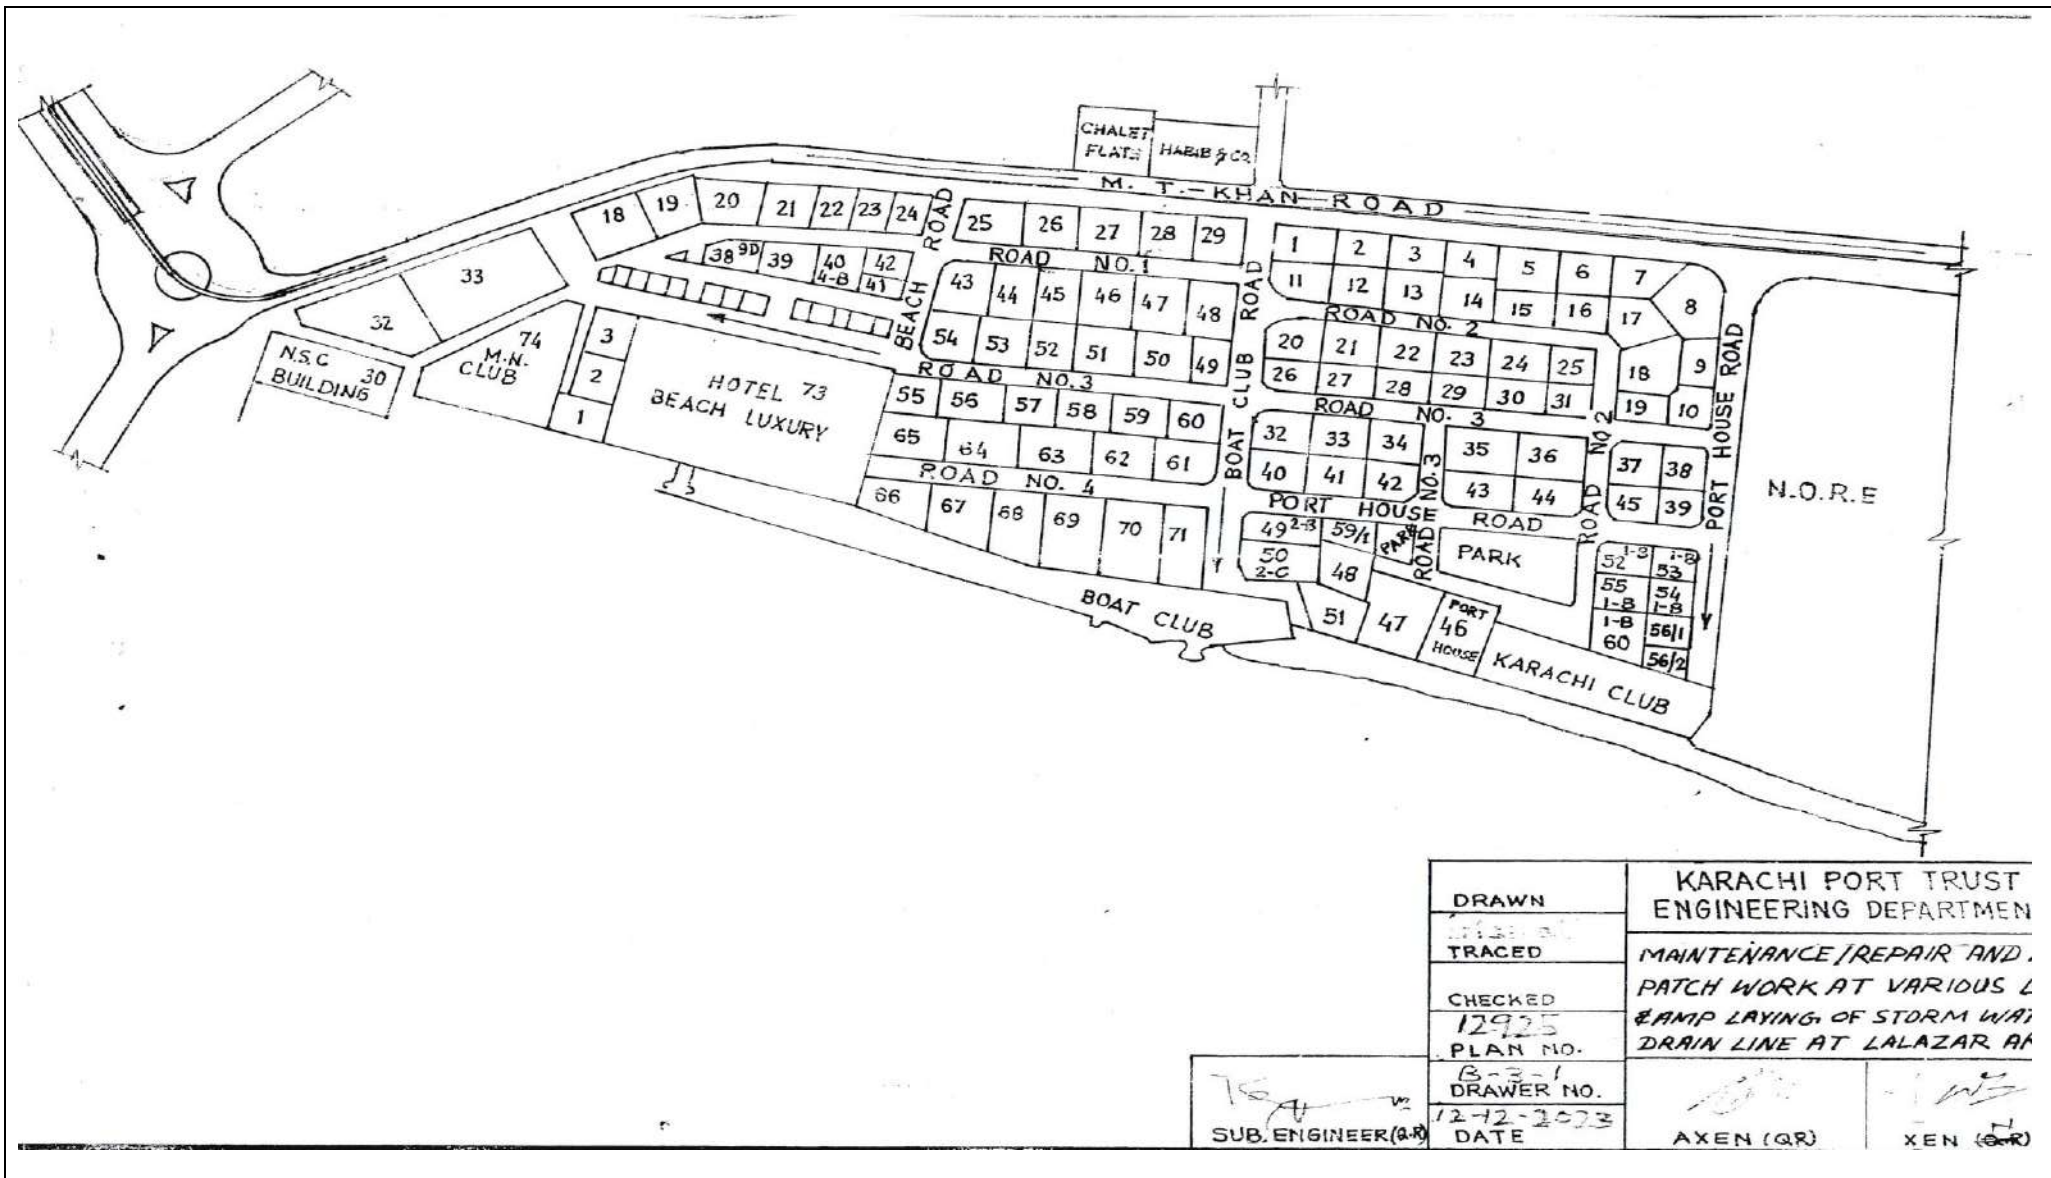 CHALET
FLATS
HABIB & CO
M. T. KHAN ROAD
18 19 20 21 22 23 24
BEACH ROAD
25 26 27 28 29
ROAD NO. 1
38 9D 39 40
4-B
42
41
33
32
N.S.C 30
BUILDING
74
M.N.
CLUB
3
2
1
HOTEL 73
BEACH LUXURY
43 44 45 46 47 48
54 53 52 51 50 49
ROAD NO.3
55 56 57 58 59 60
65 64 63 62 61
ROAD NO. 4
66 67 68 69 70 71
BOAT CLUB
BOAT CLUB ROAD
1 2 3 4 5 6 7 8
11 12 13 14 15 16 17
ROAD NO. 2
20 21 22 23 24 25
26 27 28 29 30 31
18 9
19 10
ROAD NO. 3
32 33 34 35 36
40 41 42 43 44
ROAD NO.3
ROAD NO 2
37 38
45 39
PORT HOUSE ROAD
PORT HOUSE ROAD
49 2-B
50
2-C
59/1
48
PARK
PARK
51 47
PORT
46
HOUSE
KARACHI CLUB
52 1-B
53 1-B
55
1-B
54
1-B
1-B
60
56/1
56/2
N.O.R.E
DRAWN
TRACED
CHECKED
12925
PLAN NO.
B-3-1
DRAWER NO.
12-12-2023
DATE
KARACHI PORT TRUST
ENGINEERING DEPARTMEN
MAINTENANCE/REPAIR AND
PATCH WORK AT VARIOUS L
&AMP LAYING OF STORM WAT
DRAIN LINE AT LALAZAR AR
SUB. ENGINEER(Q.R)
AXEN (QR)
XEN (Q.R)